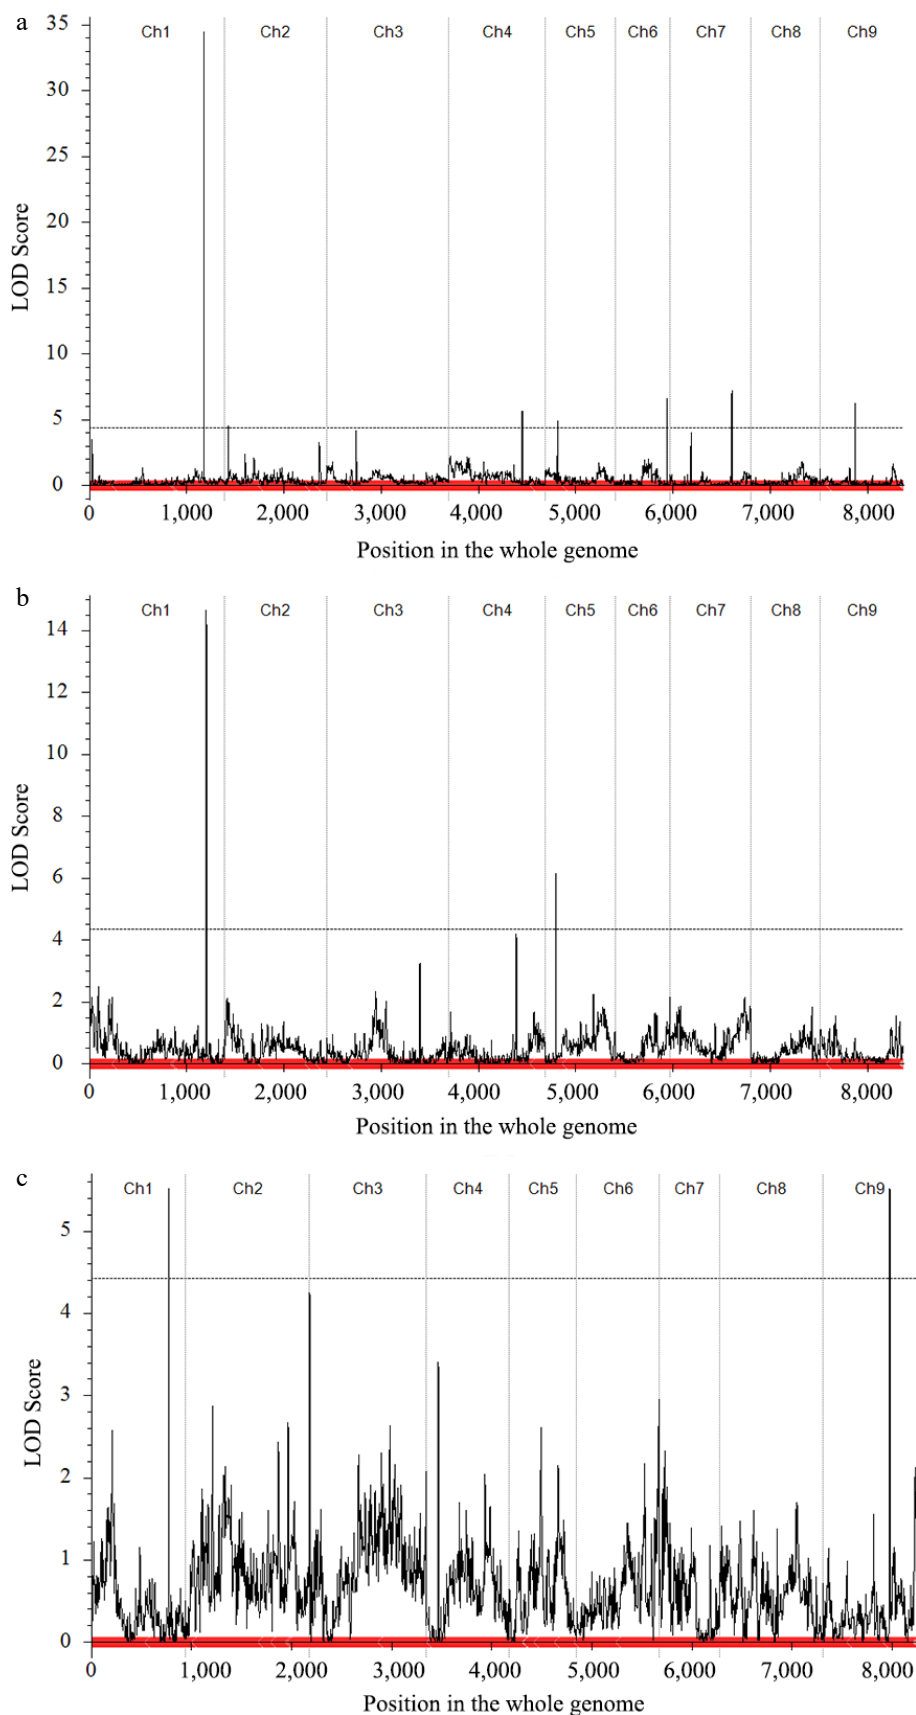 a
Ch1 Ch2 Ch3 Ch4 Ch5 Ch6 Ch7 Ch8 Ch9
35
30
25
20
15
10
5
0
LOD Score
0 1,000 2,000 3,000 4,000 5,000 6,000 7,000 8,000
Position in the whole genome
b
Ch1 Ch2 Ch3 Ch4 Ch5 Ch6 Ch7 Ch8 Ch9
14
12
10
8
6
4
2
0
LOD Score
0 1,000 2,000 3,000 4,000 5,000 6,000 7,000 8,000
Position in the whole genome
c
Ch1 Ch2 Ch3 Ch4 Ch5 Ch6 Ch7 Ch8 Ch9
5
4
3
2
1
0
LOD Score
0 1,000 2,000 3,000 4,000 5,000 6,000 7,000 8,000
Position in the whole genome